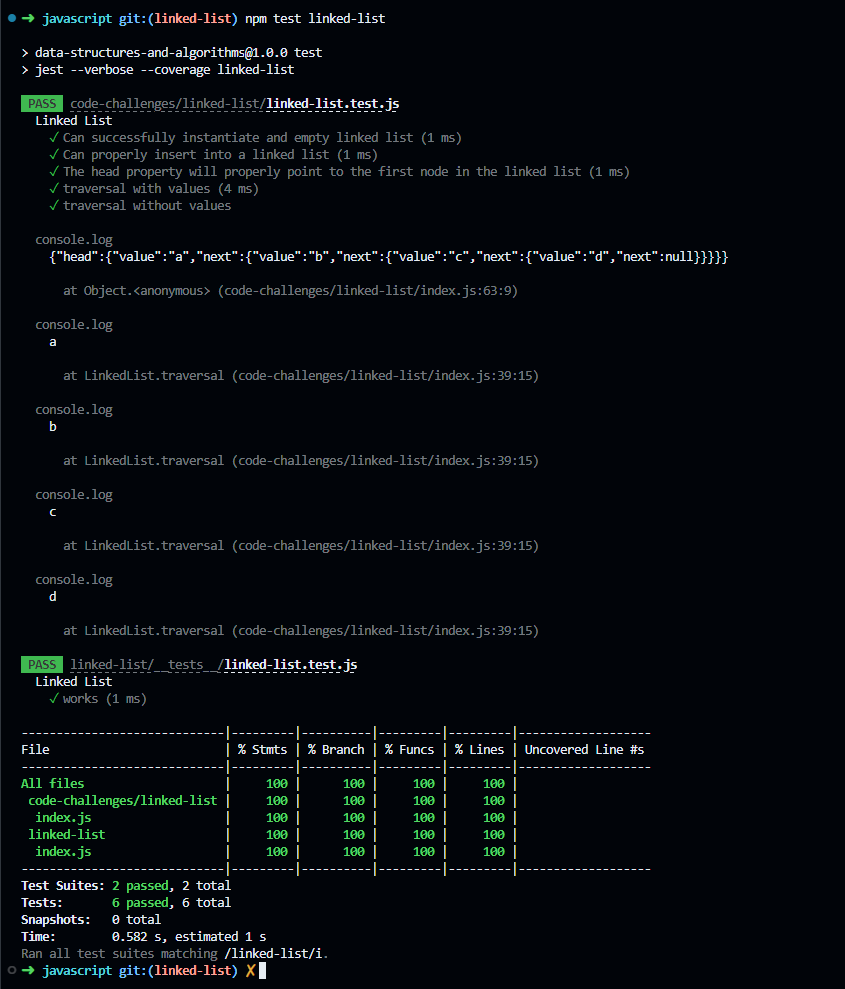 ➜ javascript git:(linked-list) npm test linked-list
> data-structures-and-algorithms@1.0.0 test
> jest --verbose --coverage linked-list
PASS code-challenges/linked-list/linked-list.test.js
Linked List
✓ Can successfully instantiate and empty linked list (1 ms)
✓ Can properly insert into a linked list (1 ms)
✓ The head property will properly point to the first node in the linked list (1 ms)
✓ traversal with values (4 ms)
✓ traversal without values
console.log
{"head":{"value":"a","next":{"value":"b","next":{"value":"c","next":{"value":"d","next":null}}}}}
at Object.<anonymous> (code-challenges/linked-list/index.js:63:9)
console.log
a
at LinkedList.traversal (code-challenges/linked-list/index.js:39:15)
console.log
b
at LinkedList.traversal (code-challenges/linked-list/index.js:39:15)
console.log
c
at LinkedList.traversal (code-challenges/linked-list/index.js:39:15)
console.log
d
at LinkedList.traversal (code-challenges/linked-list/index.js:39:15)
PASS linked-list/__tests__/linked-list.test.js
Linked List
✓ works (1 ms)
-----------------------------|---------|----------|---------|---------|-------------------
File | % Stmts | % Branch | % Funcs | % Lines | Uncovered Line #s
-----------------------------|---------|----------|---------|---------|-------------------
All files | 100 | 100 | 100 | 100 |
code-challenges/linked-list | 100 | 100 | 100 | 100 |
index.js | 100 | 100 | 100 | 100 |
linked-list | 100 | 100 | 100 | 100 |
index.js | 100 | 100 | 100 | 100 |
-----------------------------|---------|----------|---------|---------|-------------------
Test Suites: 2 passed, 2 total
Tests: 6 passed, 6 total
Snapshots: 0 total
Time: 0.582 s, estimated 1 s
Ran all test suites matching /linked-list/i.
➜ javascript git:(linked-list) ✗